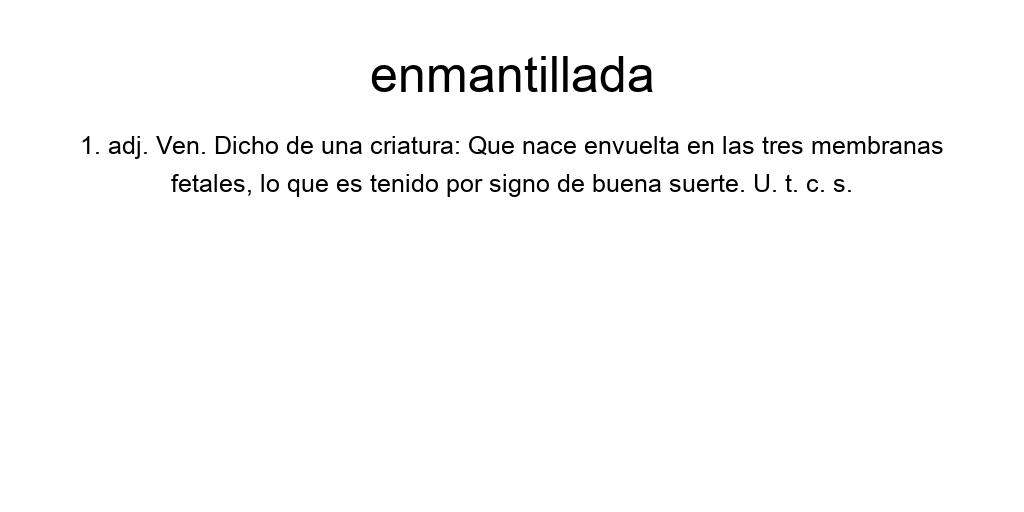 enmantillada
1. adj. Ven. Dicho de una criatura: Que nace envuelta en las tres membranas
fetales, lo que es tenido por signo de buena suerte. U. t. c. s.